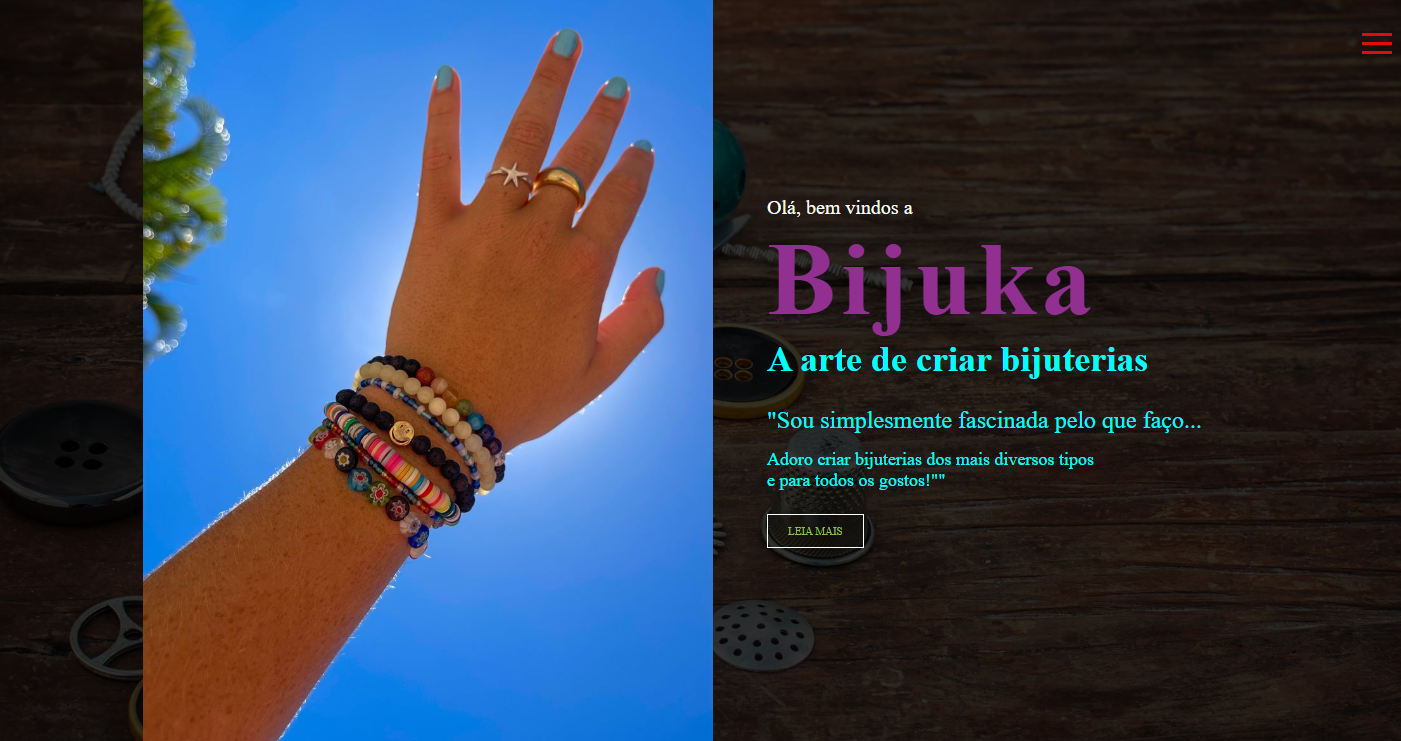 Olá, bem vindos a
Bijuka
A arte de criar bijuterias
"Sou simplesmente fascinada pelo que faço...
Adoro criar bijuterias dos mais diversos tipos
e para todos os gostos!""
LEIA MAIS